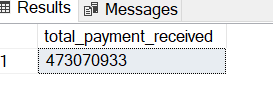 Results Messages
total_payment_received
1 473070933